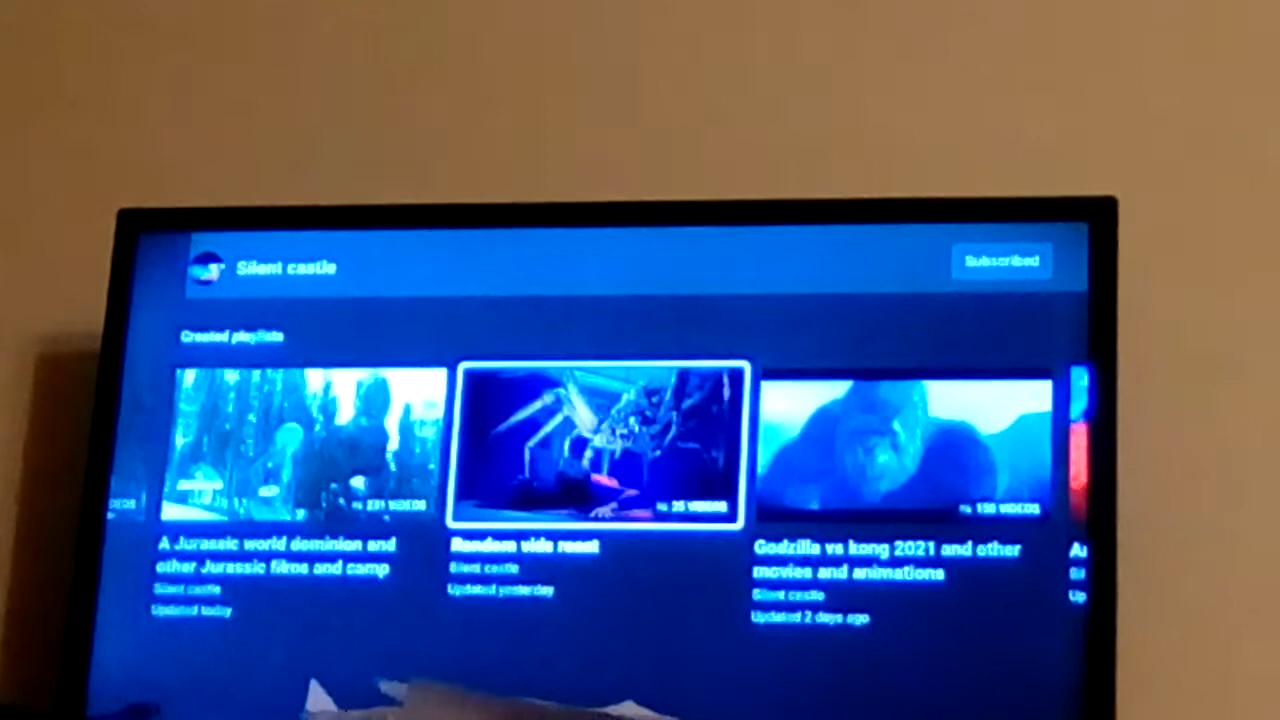 Silent castle
Subscribed
Created playlists
231 VIDEOS
35 VIDEOS
150 VIDEOS
A Jurassic world dominion and
other Jurassic films and camp
Silent castle
Updated today
Random vids
Silent castle
Updated yesterday
Godzilla vs kong 2021 and other
movies and animations
Silent castle
Updated 2 days ago